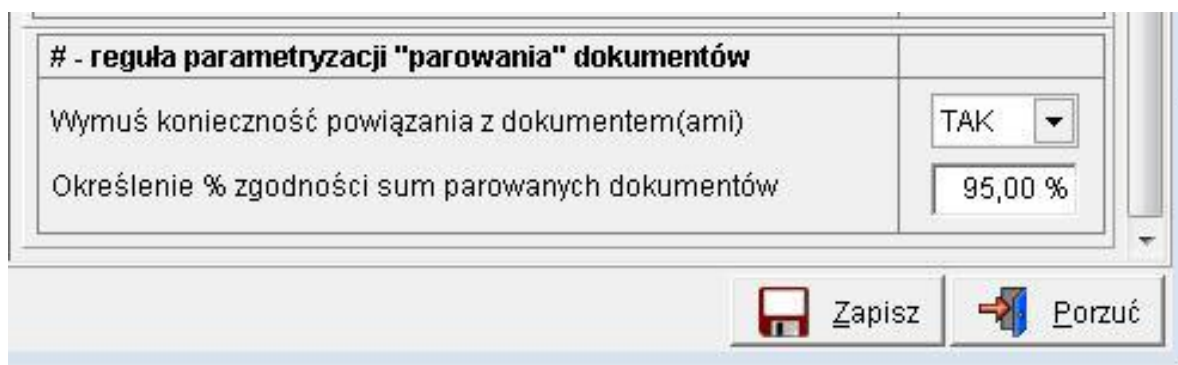 # - reguła parametryzacji "parowania" dokumentów
Wymuś konieczność powiązania z dokumentem(ami) TAK
Określenie % zgodności sum parowanych dokumentów 95,00 %
Zapisz Porzuć